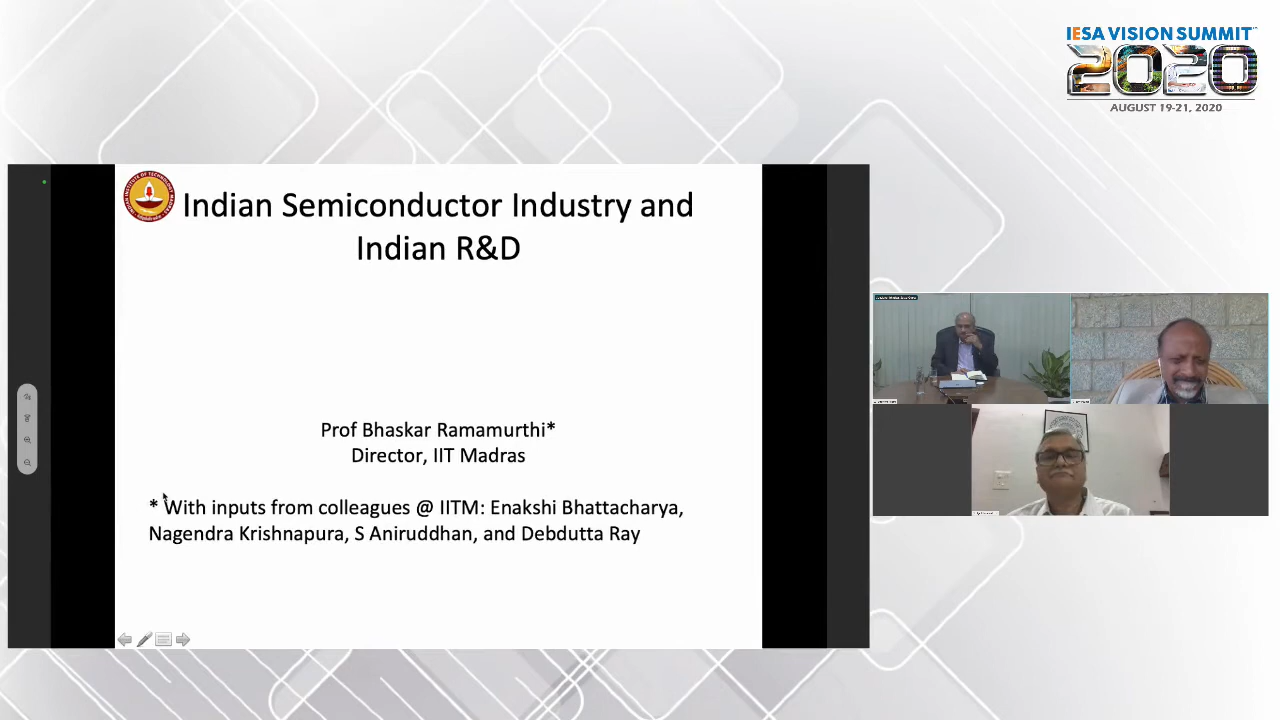 IESA VISION SUMMIT
2020
AUGUST 19-21, 2020
Indian Semiconductor Industry and
Indian R&D
Prof Bhaskar Ramamurthi*
Director, IIT Madras
* With inputs from colleagues @ IITM: Enakshi Bhattacharya,
Nagendra Krishnapura, S Aniruddhan, and Debdutta Ray